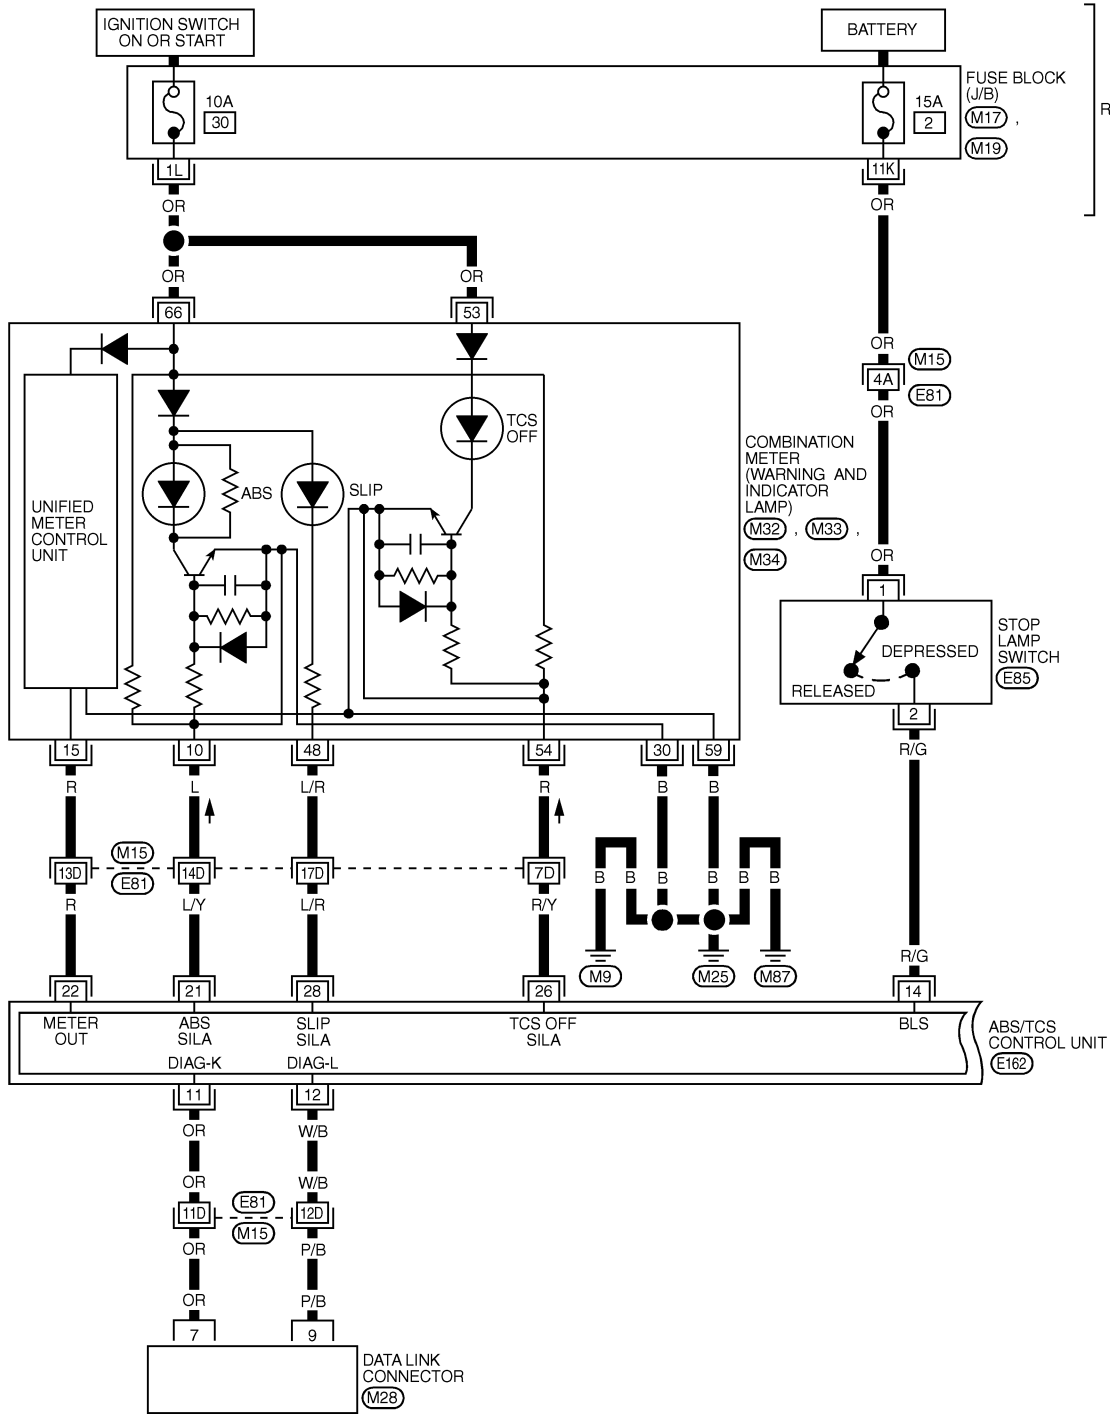 IGNITION SWITCH
ON OR START
BATTERY
10A
30
15A
2
FUSE BLOCK
(J/B)
M17 ,
M19
R
1L
11K
OR
OR
OR
OR
66
53
OR
M15
4A
E81
OR
TCS
OFF
ABS
SLIP
UNIFIED
METER
CONTROL
UNIT
COMBINATION
METER
(WARNING AND
INDICATOR
LAMP)
M32 , M33 ,
M34
OR
1
DEPRESSED
RELEASED
STOP
LAMP
SWITCH
E85
2
15
10
48
54
30
59
R/G
R
L
L/R
R
B
B
M15
E81
13D
14D
17D
7D
B
B
B
B
B
B
R
L/Y
L/R
R/Y
R/G
M9
M25
M87
22
21
28
26
14
METER
OUT
ABS
SILA
SLIP
SILA
TCS OFF
SILA
BLS
ABS/TCS
CONTROL UNIT
E162
DIAG-K
DIAG-L
11
12
OR
W/B
OR
W/B
E81
11D
12D
M15
OR
P/B
OR
P/B
7
9
DATA LINK
CONNECTOR
M28